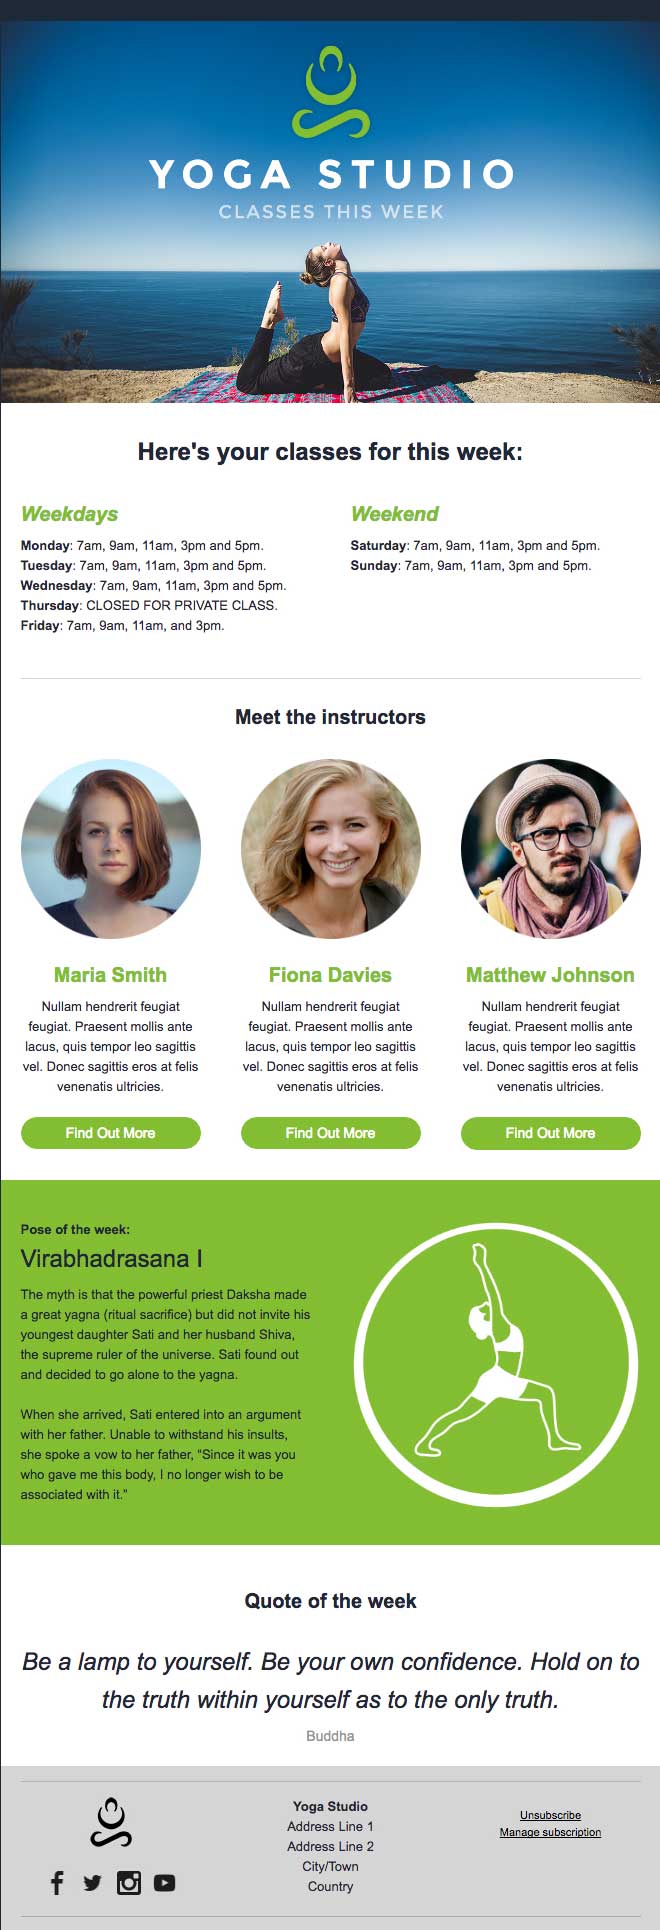 YOGA STUDIO
CLASSES THIS WEEK
Here's your classes for this week:
Weekdays
Monday: 7am, 9am, 11am, 3pm and 5pm.
Tuesday: 7am, 9am, 11am, 3pm and 5pm.
Wednesday: 7am, 9am, 11am, 3pm and 5pm.
Thursday: CLOSED FOR PRIVATE CLASS.
Friday: 7am, 9am, 11am, and 3pm.
Weekend
Saturday: 7am, 9am, 11am, 3pm and 5pm.
Sunday: 7am, 9am, 11am, 3pm and 5pm.
Meet the instructors
Maria Smith
Nullam hendrerit feugiat
feugiat. Praesent mollis ante
lacus, quis tempor leo sagittis
vel. Donec sagittis eros at felis
venenatis ultricies.
Find Out More
Fiona Davies
Nullam hendrerit feugiat
feugiat. Praesent mollis ante
lacus, quis tempor leo sagittis
vel. Donec sagittis eros at felis
venenatis ultricies.
Find Out More
Matthew Johnson
Nullam hendrerit feugiat
feugiat. Praesent mollis ante
lacus, quis tempor leo sagittis
vel. Donec sagittis eros at felis
venenatis ultricies.
Find Out More
Pose of the week:
Virabhadrasana I
The myth is that the powerful priest Daksha made
a great yagna (ritual sacrifice) but did not invite his
youngest daughter Sati and her husband Shiva,
the supreme ruler of the universe. Sati found out
and decided to go alone to the yagna.
When she arrived, Sati entered into an argument
with her father. Unable to withstand his insults,
she spoke a vow to her father, "Since it was you
who gave me this body, I no longer wish to be
associated with it."
Quote of the week
Be a lamp to yourself. Be your own confidence. Hold on to
the truth within yourself as to the only truth.
Buddha
Yoga Studio
Address Line 1
Address Line 2
City/Town
Country
Unsubscribe
Manage subscription